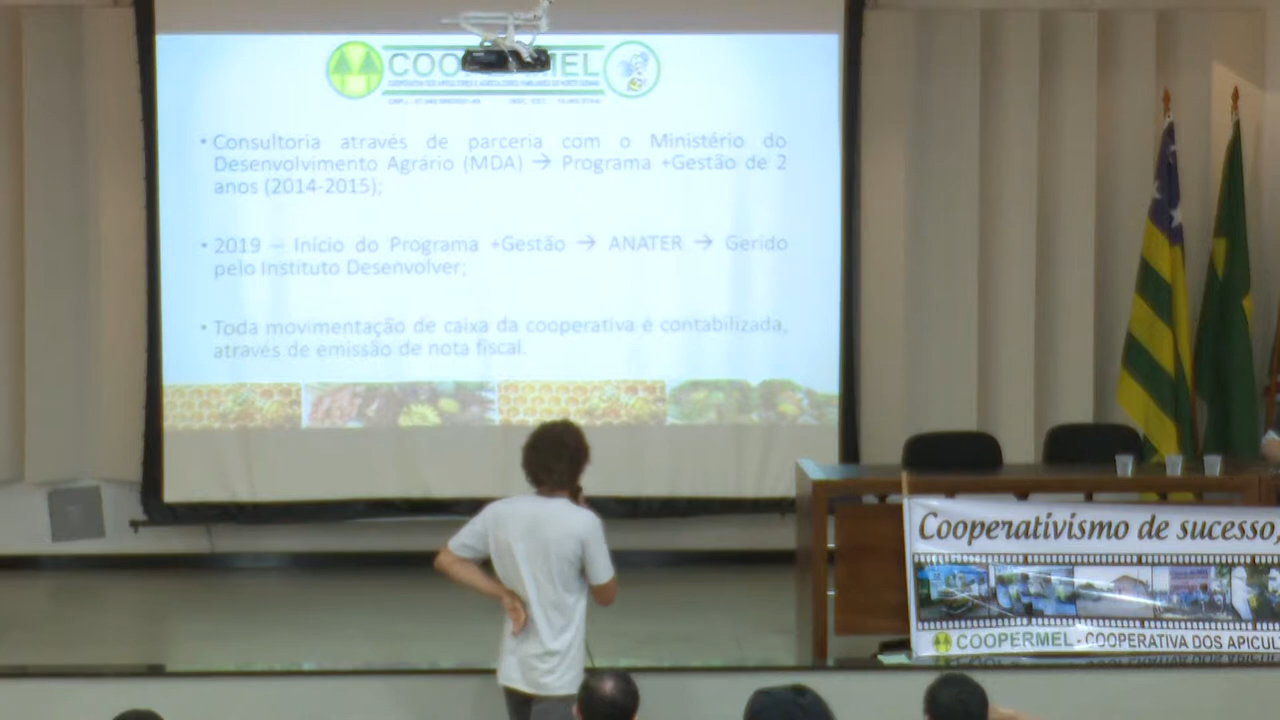 COOPERMEL
• Consultoria através de parceria com o Ministério do
Desenvolvimento Agrário (MDA) → Programa +Gestão de 2
anos (2014-2015);
• 2019 – Início do Programa +Gestão → ANATER → Gerido
pelo Instituto Desenvolver;
• Toda movimentação de caixa da cooperativa é contabilizada,
através de emissão de nota fiscal.
Cooperativismo de sucesso,
COOPERMEL - COOPERATIVA DOS APICULT